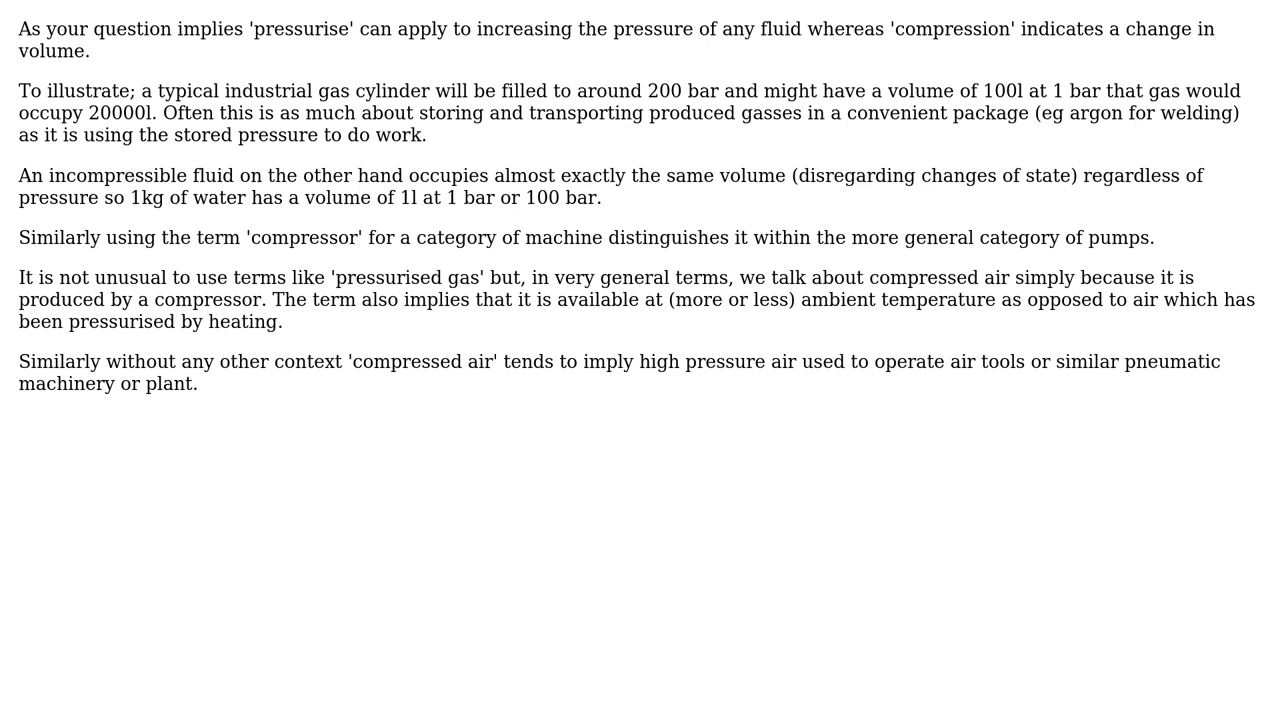 As your question implies 'pressurise' can apply to increasing the pressure of any fluid whereas 'compression' indicates a change in
volume.
To illustrate; a typical industrial gas cylinder will be filled to around 200 bar and might have a volume of 100l at 1 bar that gas would
occupy 20000l. Often this is as much about storing and transporting produced gasses in a convenient package (eg argon for welding)
as it is using the stored pressure to do work.
An incompressible fluid on the other hand occupies almost exactly the same volume (disregarding changes of state) regardless of
pressure so 1kg of water has a volume of 1l at 1 bar or 100 bar.
Similarly using the term 'compressor' for a category of machine distinguishes it within the more general category of pumps.
It is not unusual to use terms like 'pressurised gas' but, in very general terms, we talk about compressed air simply because it is
produced by a compressor. The term also implies that it is available at (more or less) ambient temperature as opposed to air which has
been pressurised by heating.
Similarly without any other context 'compressed air' tends to imply high pressure air used to operate air tools or similar pneumatic
machinery or plant.